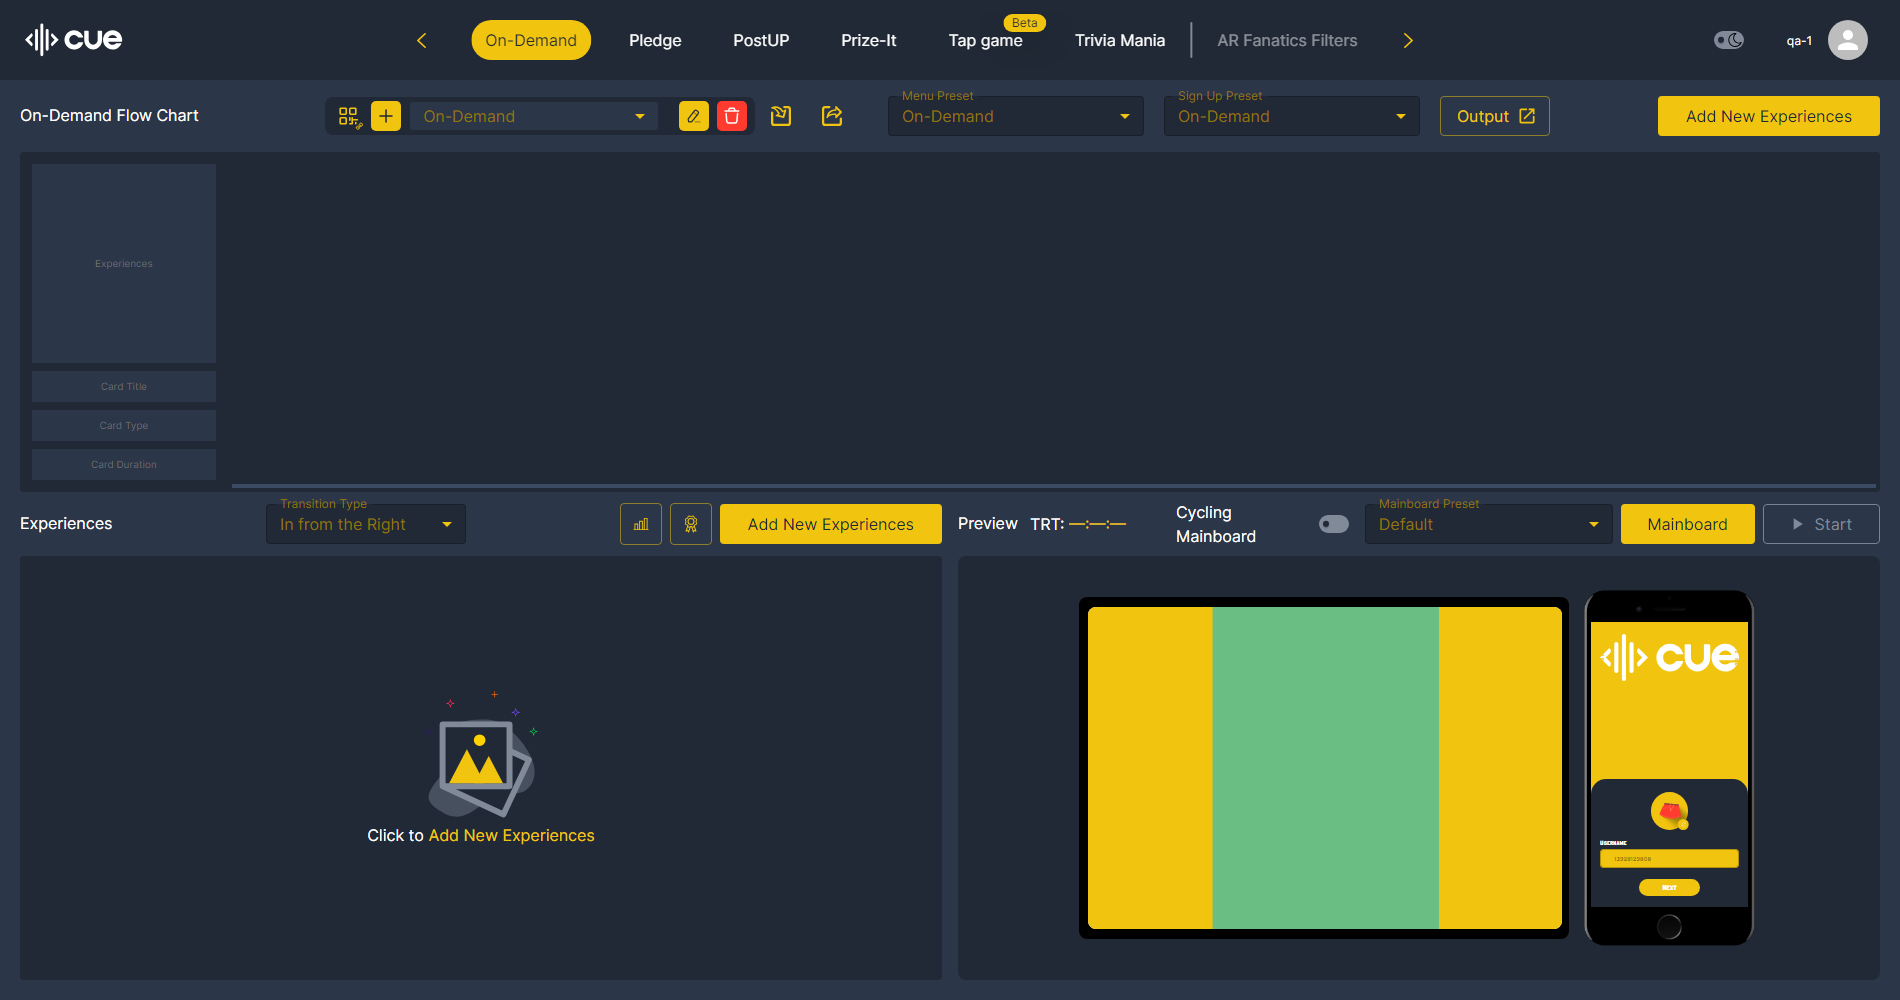 cue
On-Demand
Pledge
PostUP
Prize-It
Tap game
Beta
Trivia Mania
AR Fanatics Filters
qa-1
On-Demand Flow Chart
On-Demand
Menu Preset
On-Demand
Sign Up Preset
On-Demand
Output
Add New Experiences
Experiences
Card Title
Card Type
Card Duration
Experiences
Transition Type
In from the Right
Add New Experiences
Preview
TRT: —:—:—
Cycling
Mainboard
Mainboard Preset
Default
Mainboard
Start
Click to Add New Experiences
cue
USERNAME
NEXT